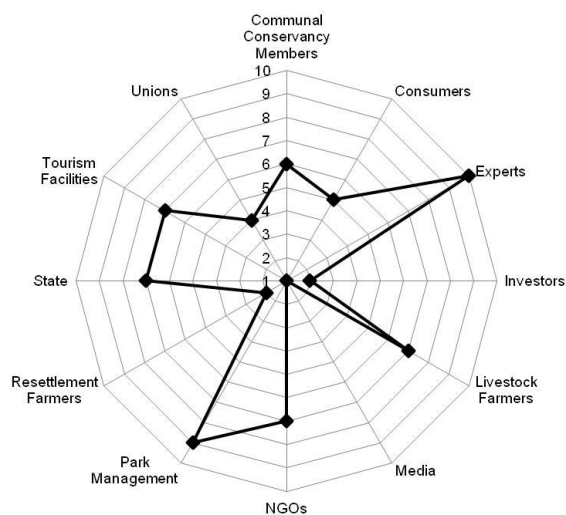 Communal
Conservancy
Members
10
9
8
7
6
5
4
3
2
1
Consumers
Experts
Investors
Livestock
Farmers
Media
NGOs
Park
Management
Resettlement
Farmers
State
Tourism
Facilities
Unions